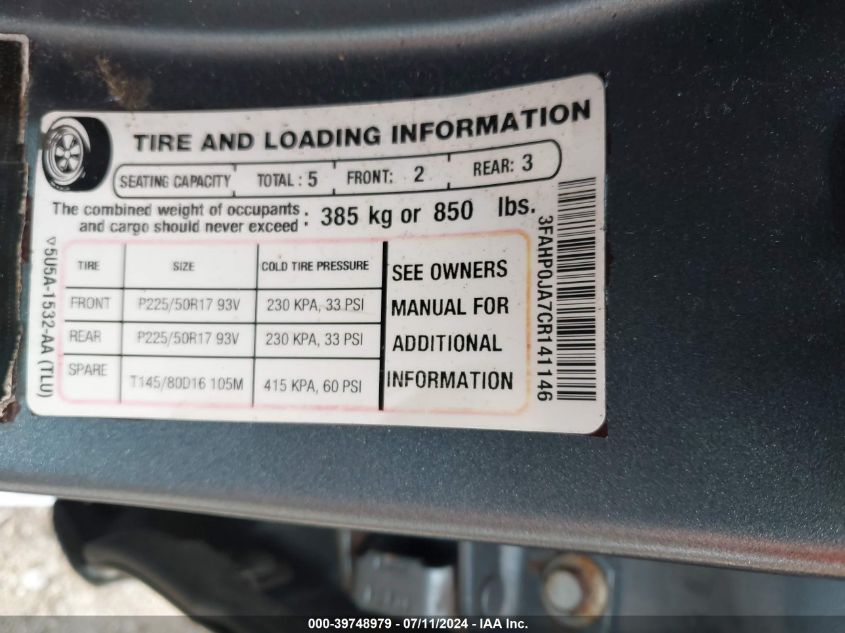 TIRE AND LOADING INFORMATION
SEATING CAPACITY TOTAL : 5 FRONT: 2 REAR: 3
The combined weight of occupants
and cargo should never exceed : 385 kg or 850 lbs.
TIRE SIZE COLD TIRE PRESSURE
FRONT P225/50R17 93V 230 KPA, 33 PSI
REAR P225/50R17 93V 230 KPA, 33 PSI
SPARE T145/80D16 105M 415 KPA, 60 PSI
SEE OWNERS
MANUAL FOR
ADDITIONAL
INFORMATION
5U5A-1532-AA (TLU)
3FAHP0JA7CR141146
000-39748979 - 07/11/2024 - IAA Inc.